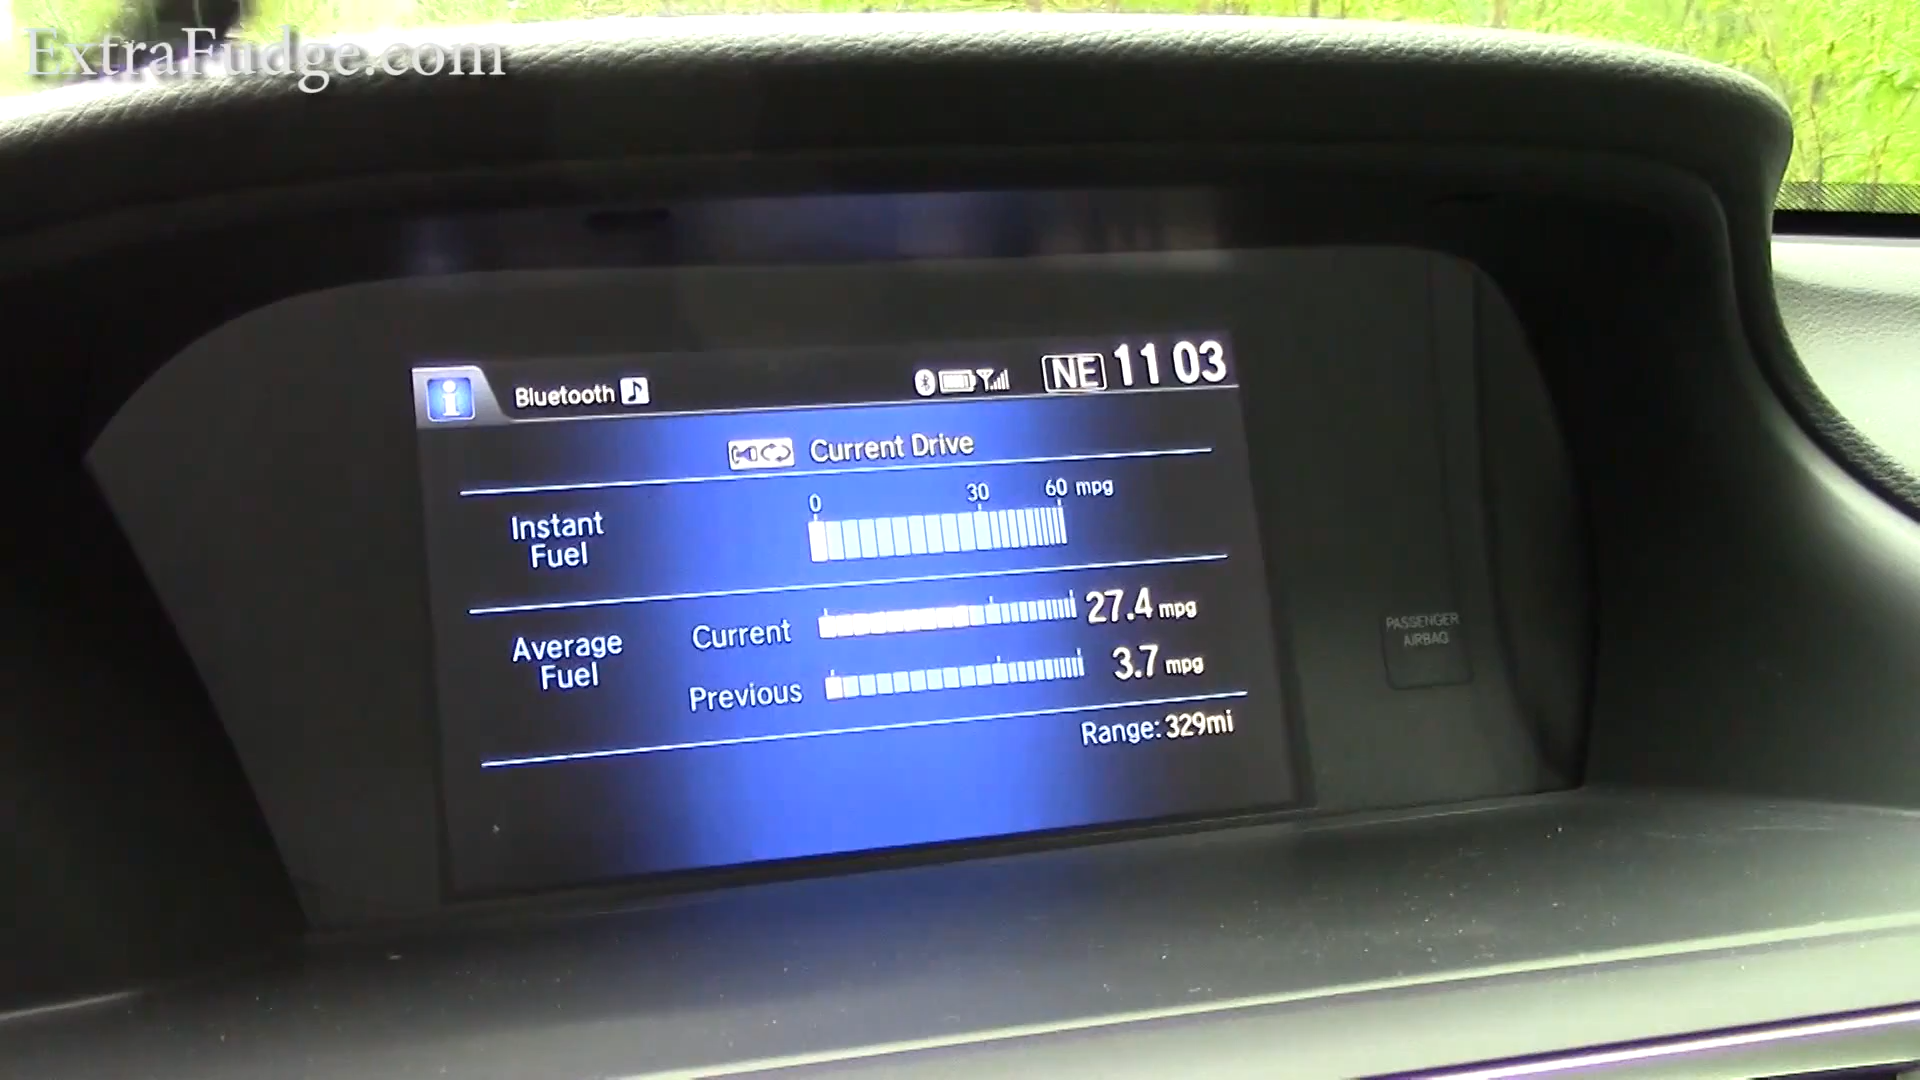 ExtraFudge.com
i Bluetooth NE 11 03
Current Drive
0 30 60 mpg
Instant
Fuel
Average
Fuel
Current 27.4 mpg
Previous 3.7 mpg
Range: 329mi
PASSENGER
AIRBAG